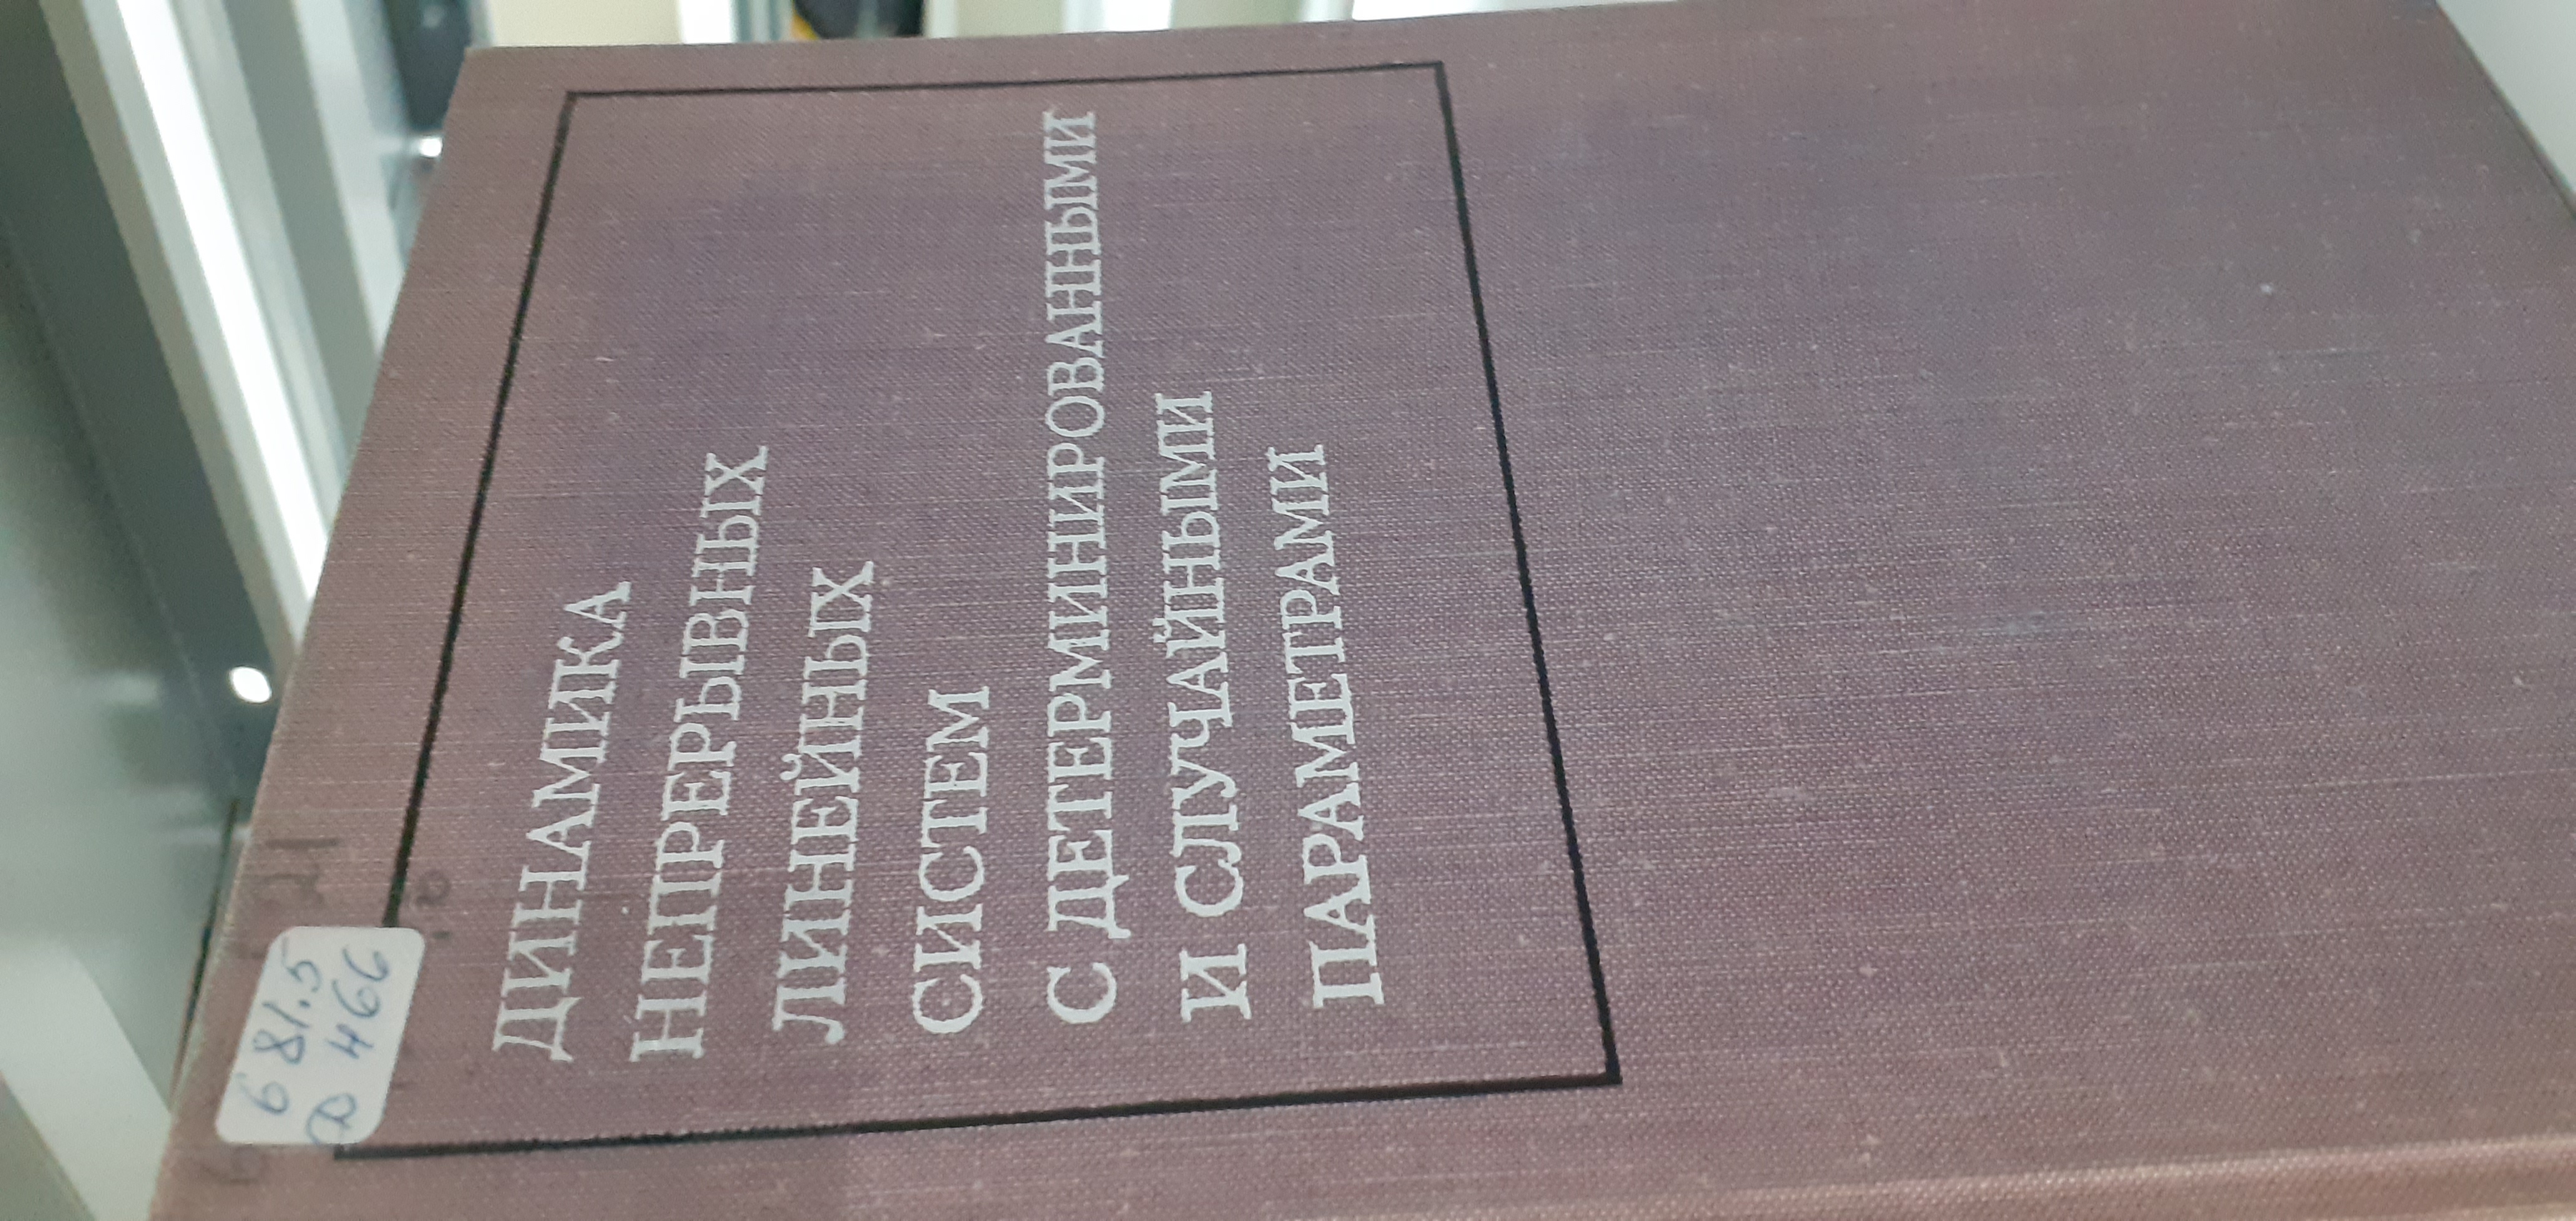 681.5
Ф 466
ДИНАМИКА
НЕПРЕРЫВНЫХ
ЛИНЕЙНЫХ
СИСТЕМ
С ДЕТЕРМИНИРОВАННЫМИ
И СЛУЧАЙНЫМИ
ПАРАМЕТРАМИ